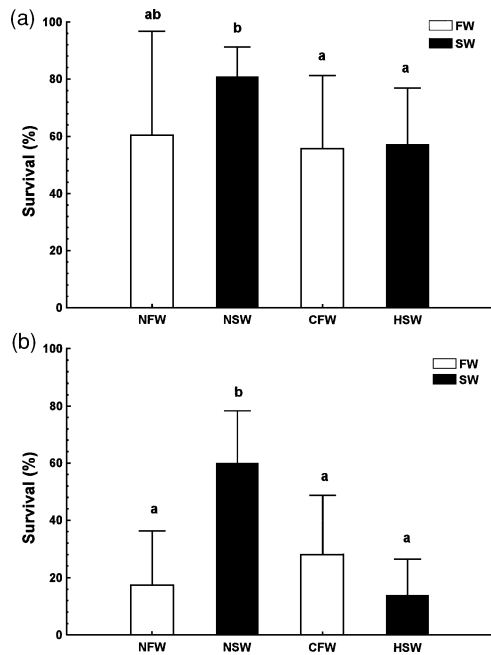 (a)
100
80
60
40
20
0
Survival (%)
FW
SW
ab
b
a
a
NFW
NSW
CFW
HSW
(b)
100
80
60
40
20
0
Survival (%)
FW
SW
a
b
a
a
NFW
NSW
CFW
HSW